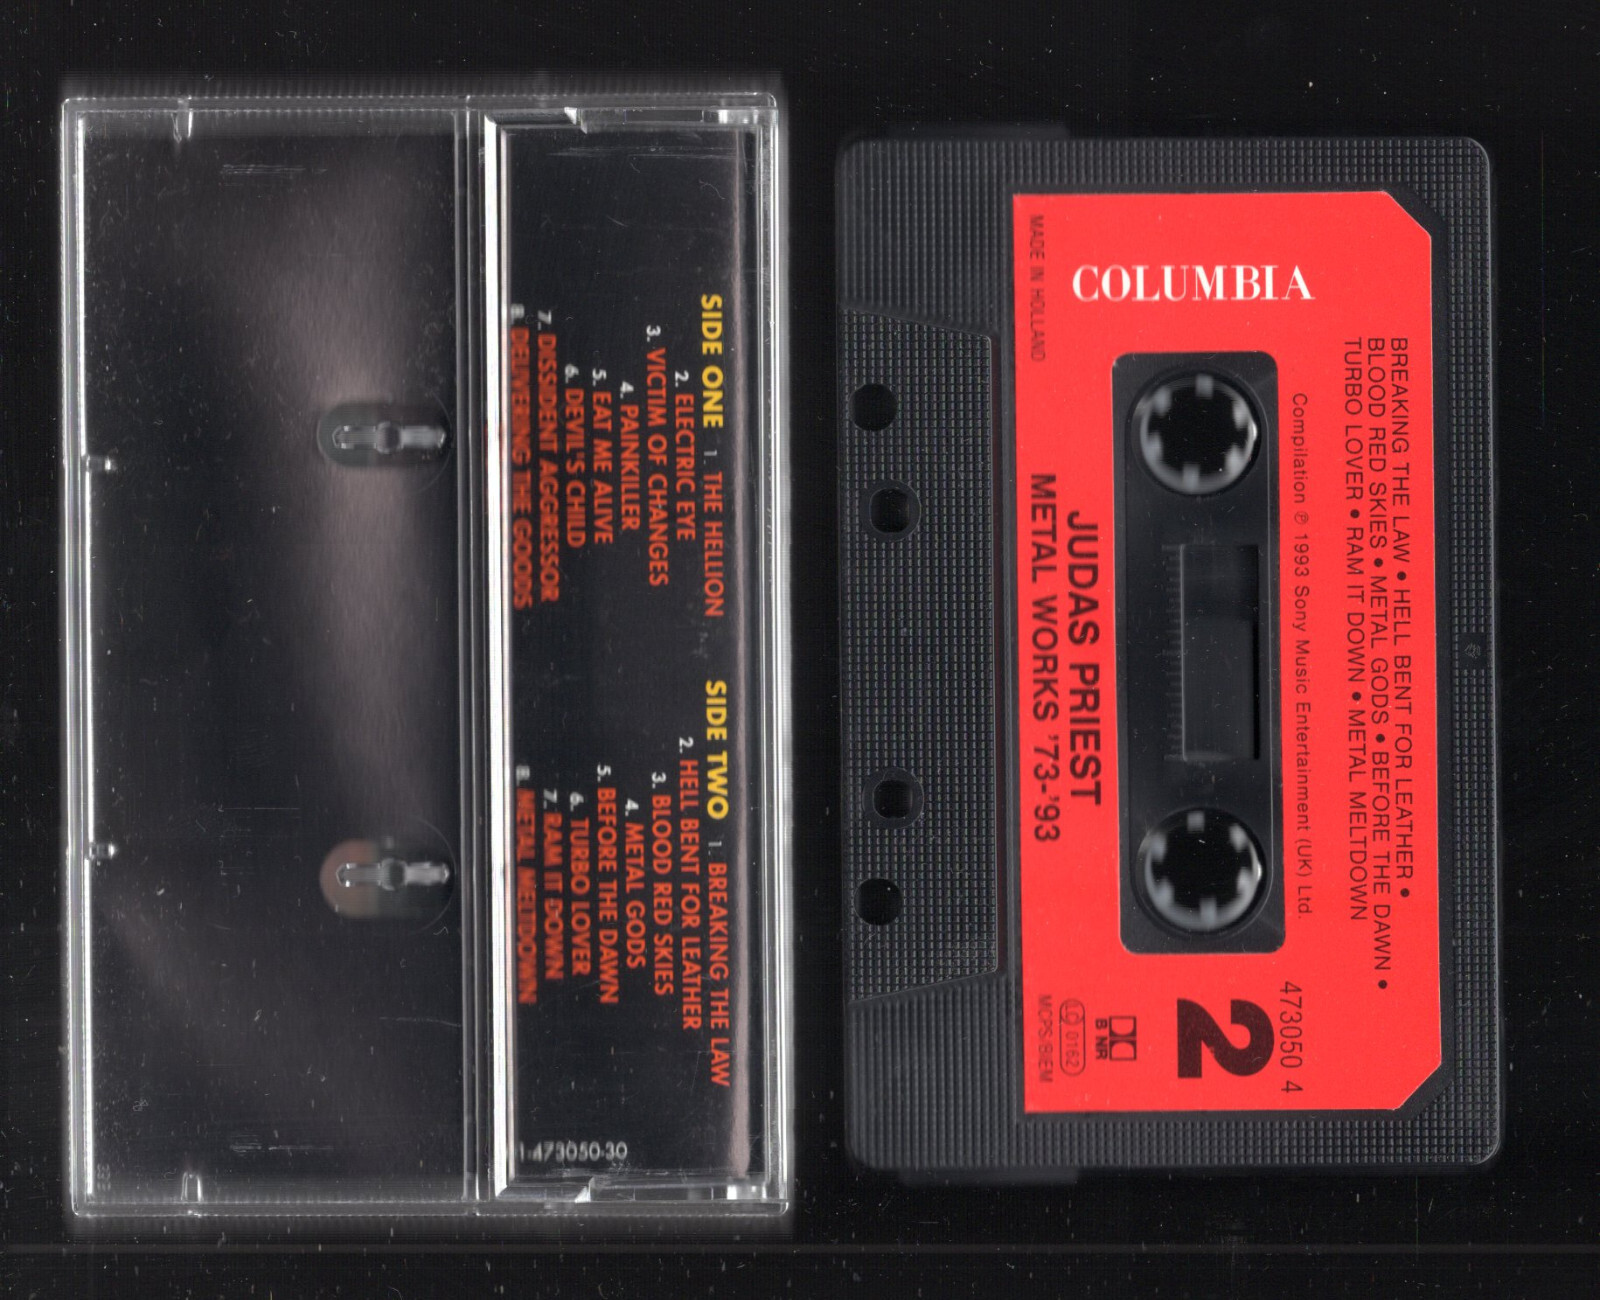 SIDE ONE 1. THE HELLION
2. ELECTRIC EYE
3. VICTIM OF CHANGES
4. PAINKILLER
5. EAT ME ALIVE
6. DEVIL'S CHILD
7. DISSIDENT AGGRESSOR
8. DELIVERING THE GOODS
SIDE TWO 1. BREAKING THE LAW
2. HELL BENT FOR LEATHER
3. BLOOD RED SKIES
4. METAL GODS
5. BEFORE THE DAWN
6. TURBO LOVER
7. RAM IT DOWN
8. METAL MELTDOWN
473050-30
COLUMBIA
BREAKING THE LAW • HELL BENT FOR LEATHER •
BLOOD RED SKIES • METAL GODS • BEFORE THE DAWN •
TURBO LOVER • RAM IT DOWN • METAL MELTDOWN
Compilation ℗ 1993 Sony Music Entertainment (UK) Ltd.
473050 4
2
B NR
LC 0162
MCPS/BIEM
JUDAS PRIEST
METAL WORKS '73-'93
MADE IN HOLLAND